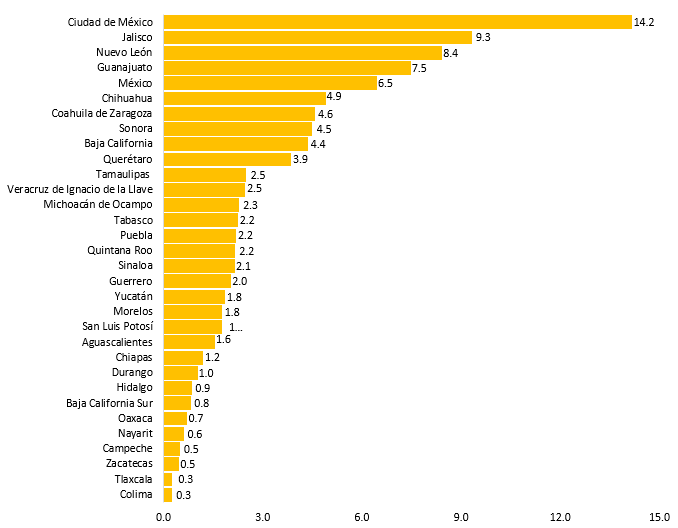 Ciudad de México 14.2
Jalisco 9.3
Nuevo León 8.4
Guanajuato 7.5
México 6.5
Chihuahua 4.9
Coahuila de Zaragoza 4.6
Sonora 4.5
Baja California 4.4
Querétaro 3.9
Tamaulipas 2.5
Veracruz de Ignacio de la Llave 2.5
Michoacán de Ocampo 2.3
Tabasco 2.2
Puebla 2.2
Quintana Roo 2.2
Sinaloa 2.1
Guerrero 2.0
Yucatán 1.8
Morelos 1.8
San Luis Potosí 1...
Aguascalientes 1.6
Chiapas 1.2
Durango 1.0
Hidalgo 0.9
Baja California Sur 0.8
Oaxaca 0.7
Nayarit 0.6
Campeche 0.5
Zacatecas 0.5
Tlaxcala 0.3
Colima 0.3
0.0 3.0 6.0 9.0 12.0 15.0